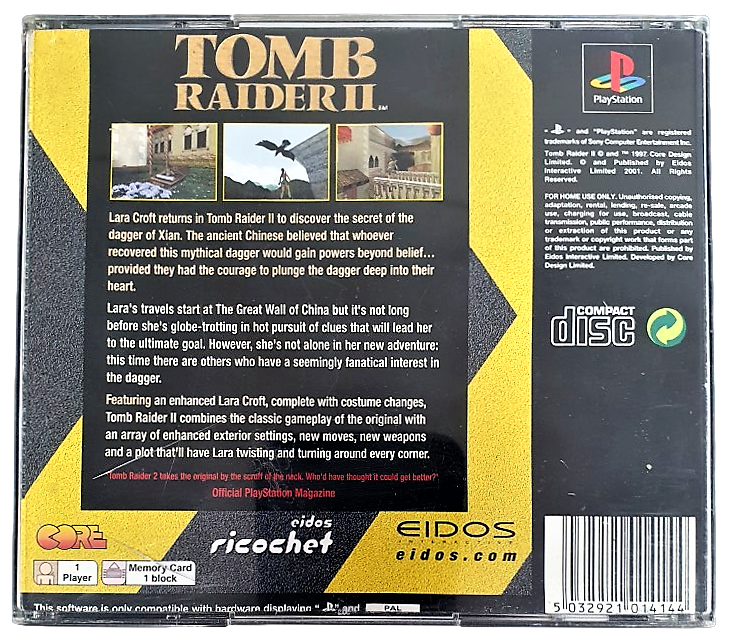 TOMB
RAIDER II ™
Lara Croft returns in Tomb Raider II to discover the secret of the
dagger of Xian. The ancient Chinese believed that whoever
recovered this mythical dagger would gain powers beyond belief...
provided they had the courage to plunge the dagger deep into their
heart.
Lara's travels start at The Great Wall of China but it's not long
before she's globe-trotting in hot pursuit of clues that will lead her
to the ultimate goal. However, she's not alone in her new adventure:
this time there are others who have a seemingly fanatical interest in
the dagger.
Featuring an enhanced Lara Croft, complete with costume changes,
Tomb Raider II combines the classic gameplay of the original with
an array of enhanced exterior settings, new moves, new weapons
and a plot that'll have Lara twisting and turning around every corner.
"Tomb Raider 2 takes the original by the scruff of the neck. Who'd have thought it could get better?"
Official PlayStation Magazine
CORE
eidos
ricochet
EIDOS
INTERACTIVE
eidos.com
1
Player
Memory Card
1 block
This software is only compatible with hardware displaying " " and PAL
PlayStation
" " and "PlayStation" are registered
trademarks of Sony Computer Entertainment Inc.
Tomb Raider II © and ™ 1997 Core Design
Limited. © and Published by Eidos
Interactive Limited 2001. All Rights
Reserved.
FOR HOME USE ONLY. Unauthorised copying,
adaptation, rental, lending, re-sale, arcade
use, charging for use, broadcast, cable
transmission, public performance, distribution
or extraction of this product or any
trademark or copyright work that forms part
of this product are prohibited. Published by
Eidos Interactive Limited. Developed by Core
Design Limited.
COMPACT
disc
5 032921 014144